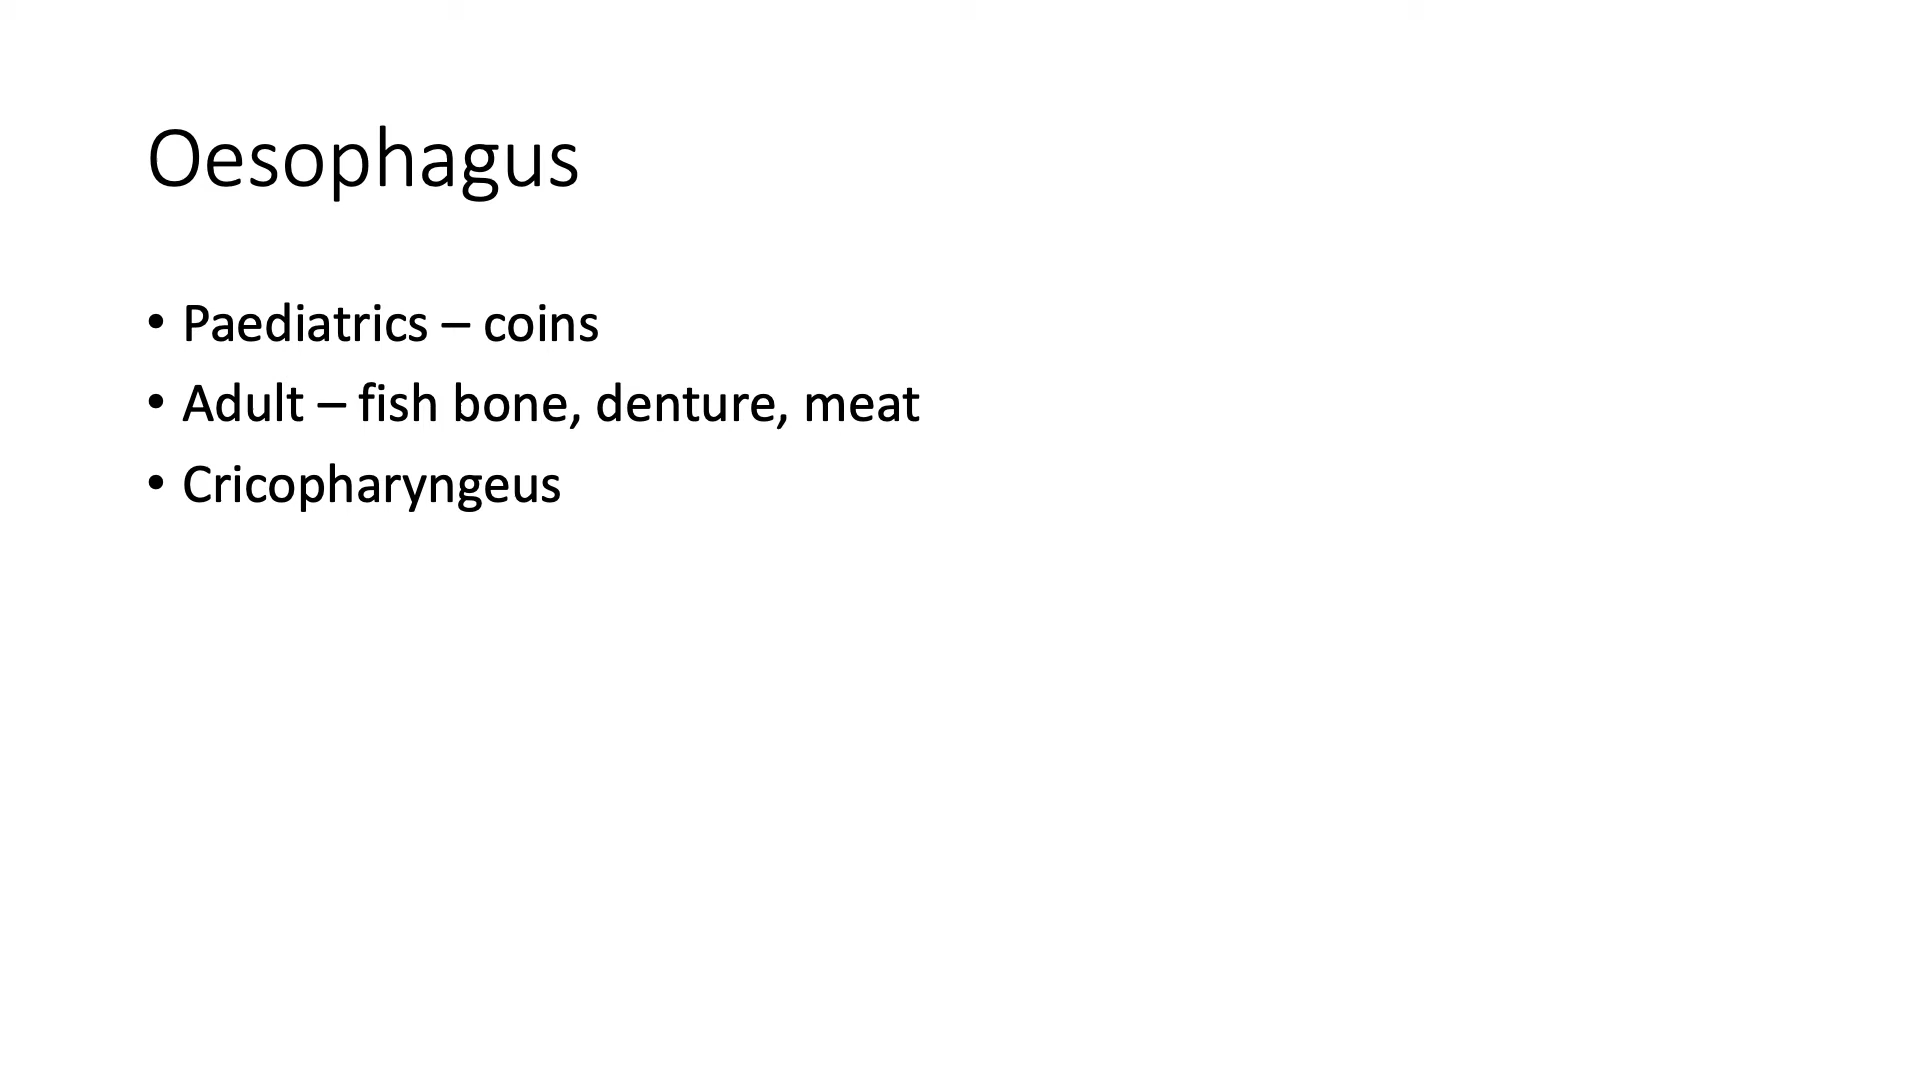 Oesophagus
• Paediatrics – coins
• Adult – fish bone, denture, meat
• Cricopharyngeus